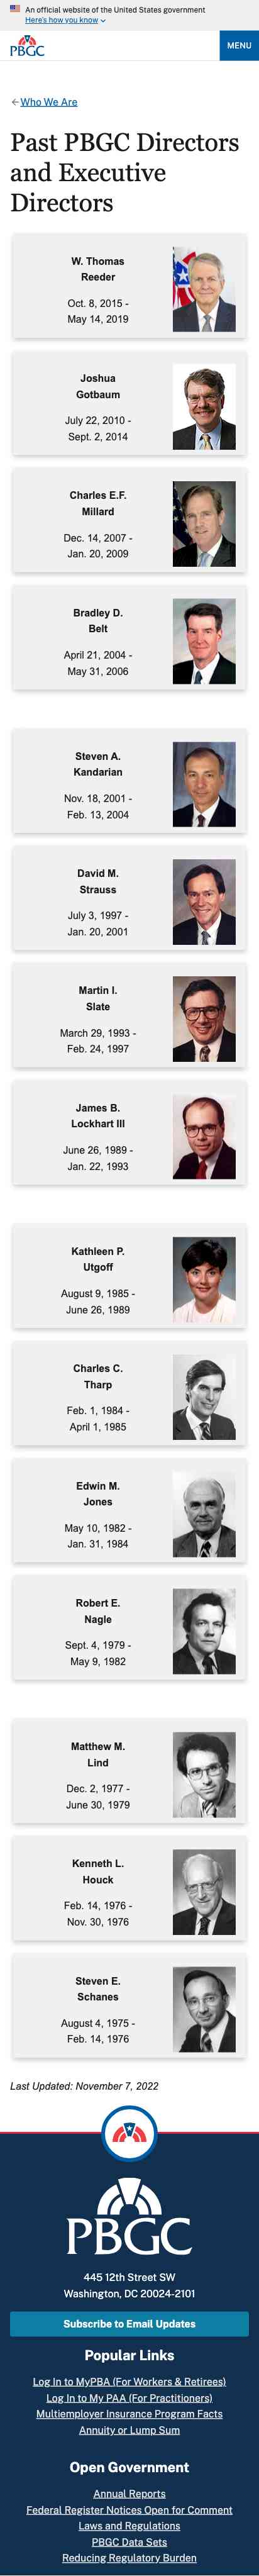 An official website of the United States government
Here's how you know
PBGC
MENU
Who We Are
Past PBGC Directors
and Executive
Directors
W. Thomas
Reeder
Oct. 8, 2015 -
May 14, 2019
Joshua
Gotbaum
July 22, 2010 -
Sept. 2, 2014
Charles E.F.
Millard
Dec. 14, 2007 -
Jan. 20, 2009
Bradley D.
Belt
April 21, 2004 -
May 31, 2006
Steven A.
Kandarian
Nov. 18, 2001 -
Feb. 13, 2004
David M.
Strauss
July 3, 1997 -
Jan. 20, 2001
Martin I.
Slate
March 29, 1993 -
Feb. 24, 1997
James B.
Lockhart III
June 26, 1989 -
Jan. 22, 1993
Kathleen P.
Utgoff
August 9, 1985 -
June 26, 1989
Charles C.
Tharp
Feb. 1, 1984 -
April 1, 1985
Edwin M.
Jones
May 10, 1982 -
Jan. 31, 1984
Robert E.
Nagle
Sept. 4, 1979 -
May 9, 1982
Matthew M.
Lind
Dec. 2, 1977 -
June 30, 1979
Kenneth L.
Houck
Feb. 14, 1976 -
Nov. 30, 1976
Steven E.
Schanes
August 4, 1975 -
Feb. 14, 1976
Last Updated: November 7, 2022
PBGC
445 12th Street SW
Washington, DC 20024-2101
Subscribe to Email Updates
Popular Links
Log In to MyPBA (For Workers & Retirees)
Log In to My PAA (For Practitioners)
Multiemployer Insurance Program Facts
Annuity or Lump Sum
Open Government
Annual Reports
Federal Register Notices Open for Comment
Laws and Regulations
PBGC Data Sets
Reducing Regulatory Burden